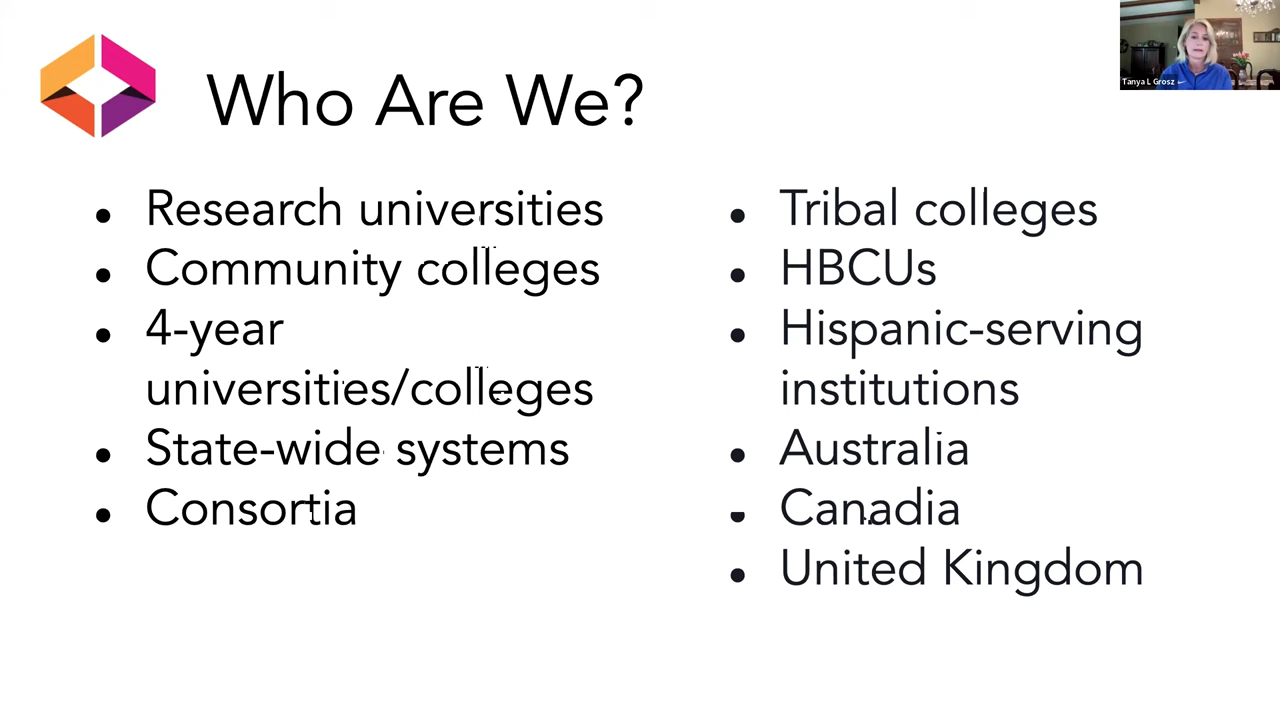 Who Are We?
Research universities
Community colleges
4-year
universities/colleges
State-wide systems
Consortia
Tribal colleges
HBCUs
Hispanic-serving
institutions
Australia
Canadia
United Kingdom
Tanya L Grosz